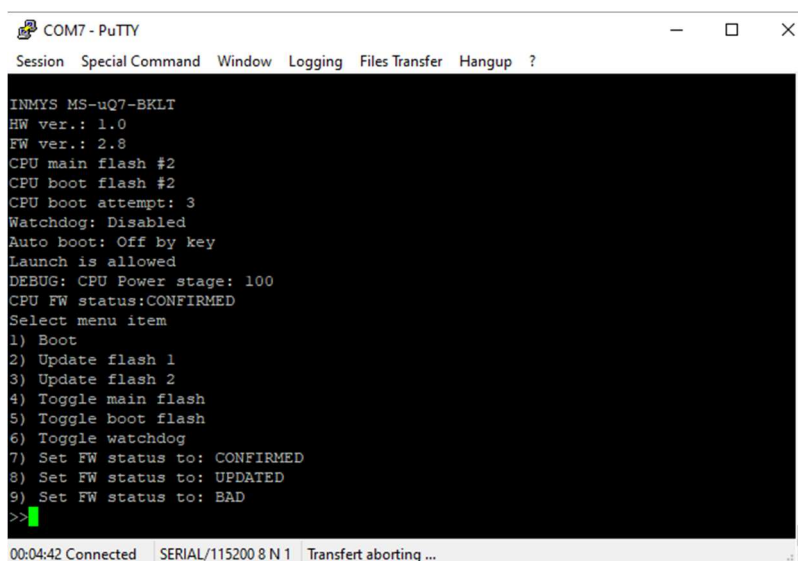 COM7 - PuTTY
Session Special Command Window Logging Files Transfer Hangup ?
INMYS MS-uQ7-BKLT
HW ver.: 1.0
FW ver.: 2.8
CPU main flash #2
CPU boot flash #2
CPU boot attempt: 3
Watchdog: Disabled
Auto boot: Off by key
Launch is allowed
DEBUG: CPU Power stage: 100
CPU FW status:CONFIRMED
Select menu item
1) Boot
2) Update flash 1
3) Update flash 2
4) Toggle main flash
5) Toggle boot flash
6) Toggle watchdog
7) Set FW status to: CONFIRMED
8) Set FW status to: UPDATED
9) Set FW status to: BAD
>>
00:04:42 Connected SERIAL/115200 8 N 1 Transfert aborting ...